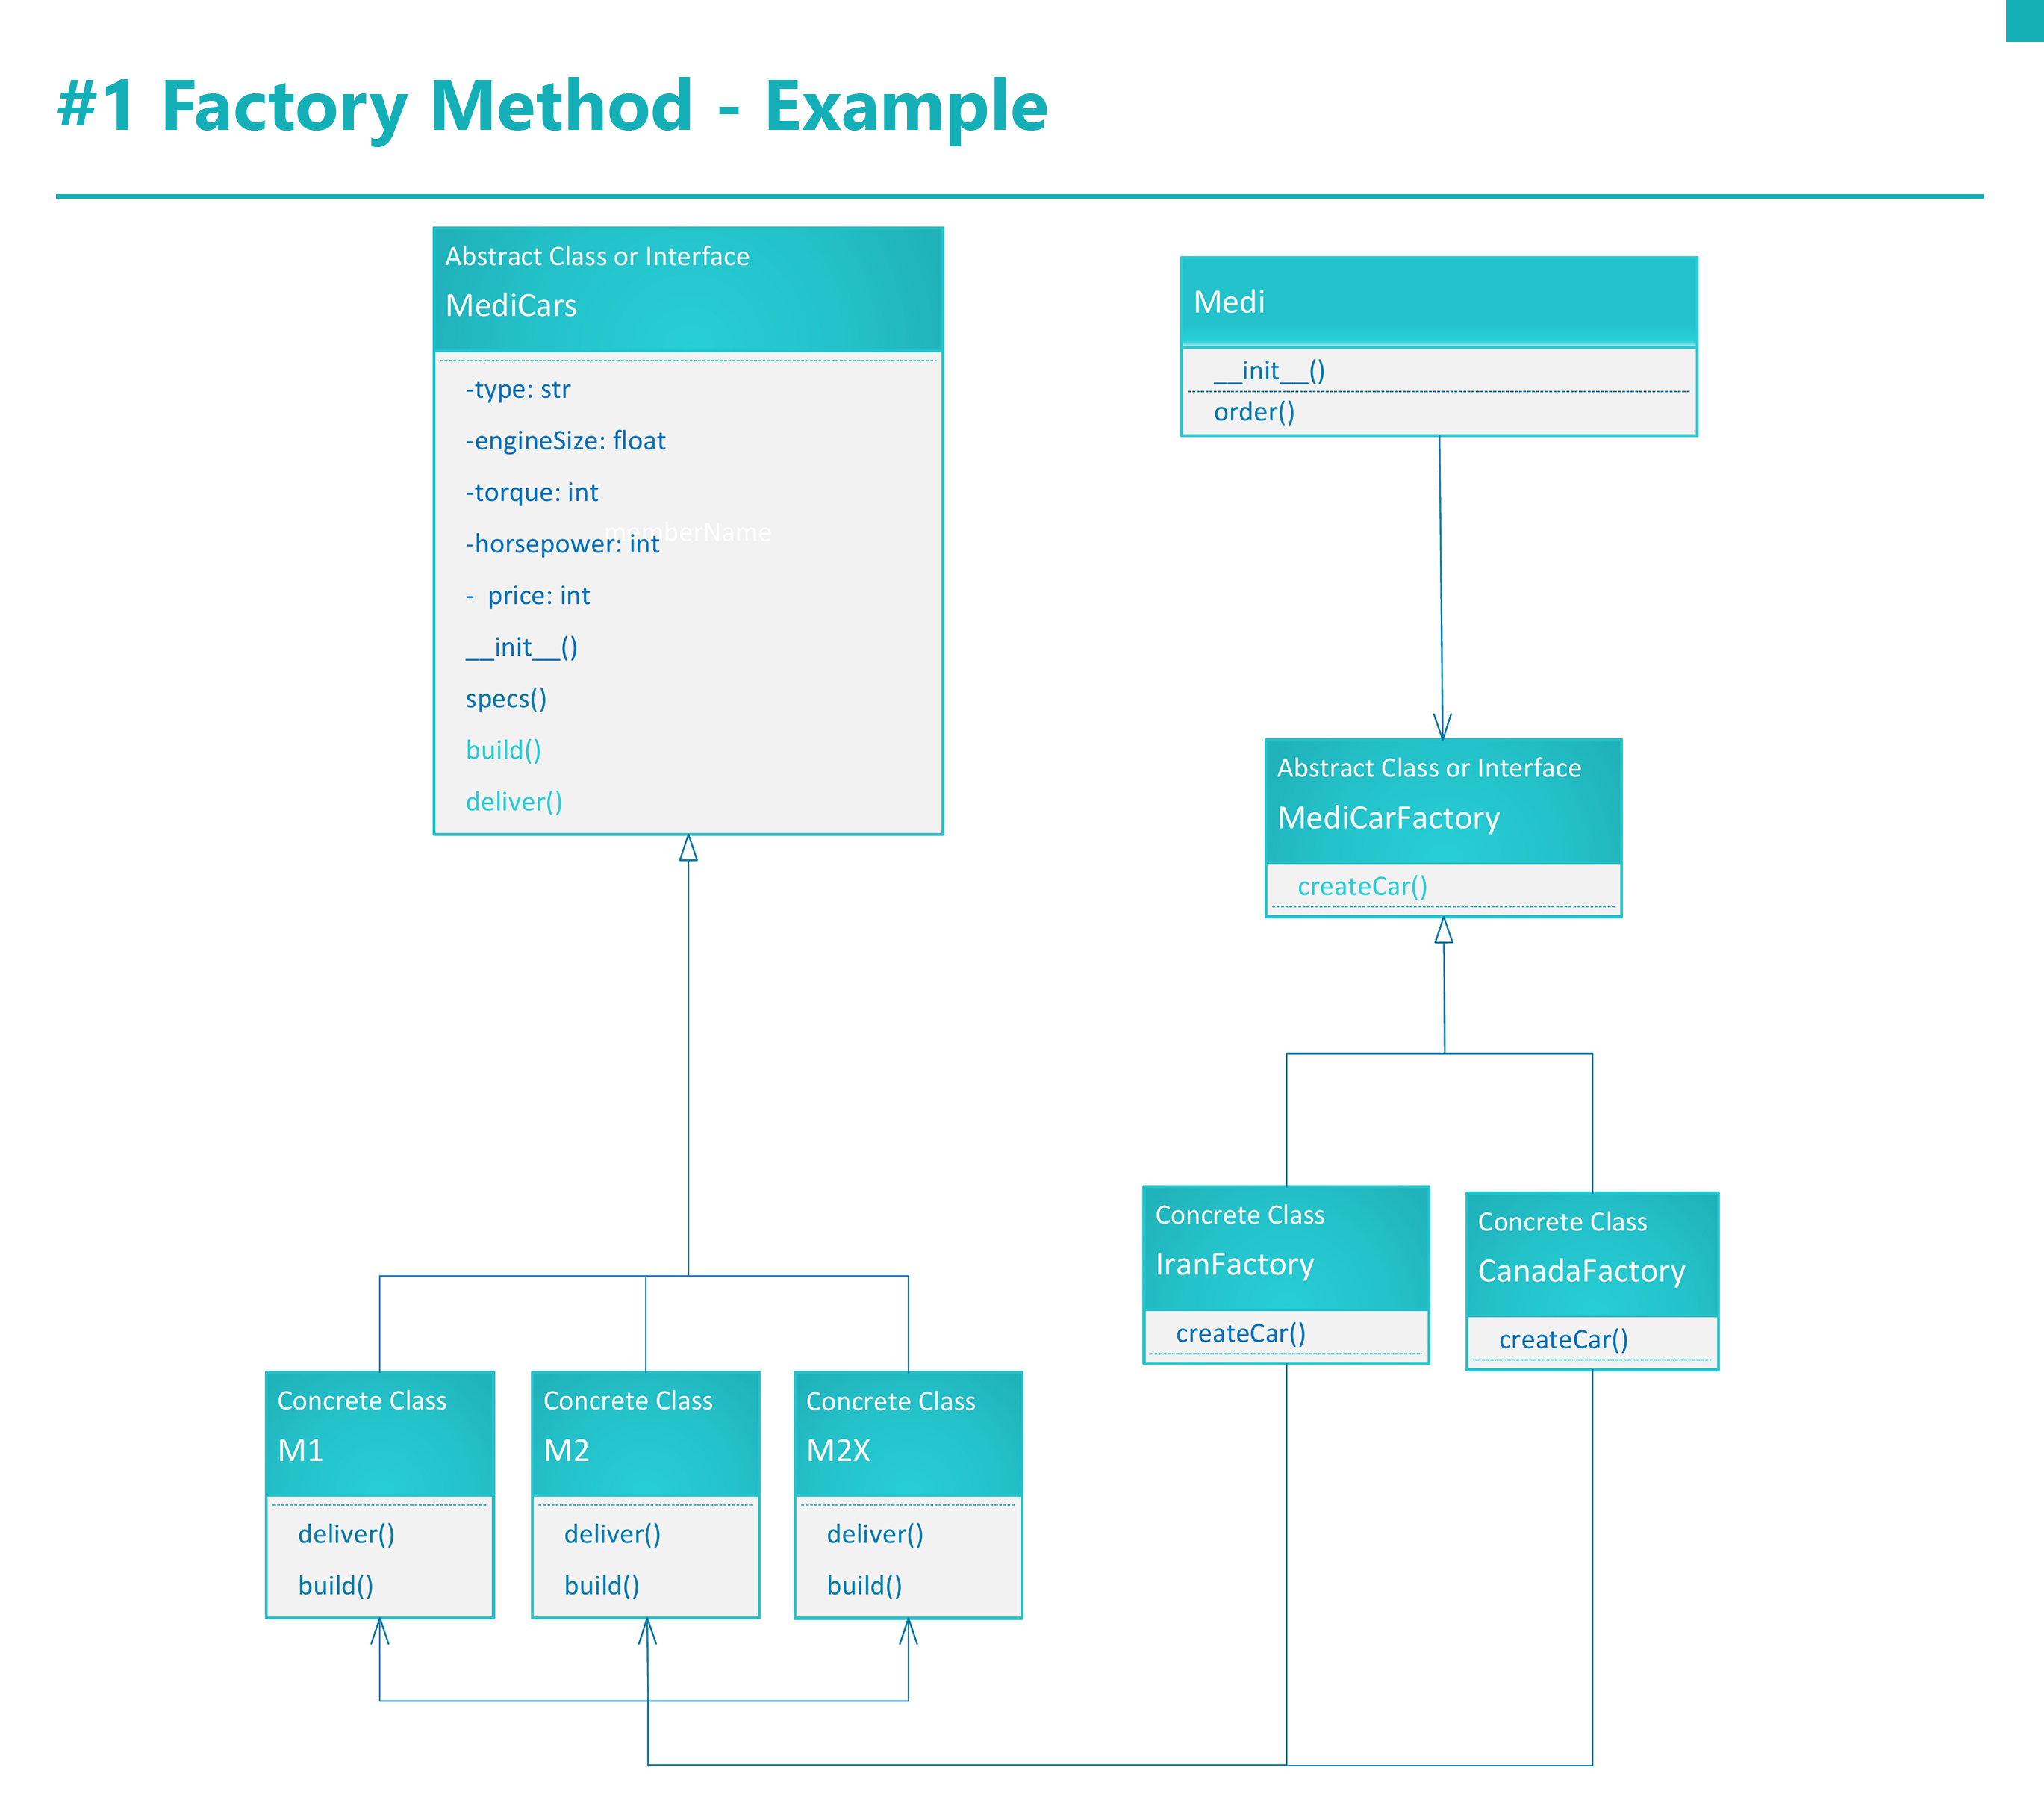 #1 Factory Method - Example
Abstract Class or Interface
MediCars
-type: str
-engineSize: float
-torque: int
memberName
-horsepower: int
-  price: int
__init__()
specs()
build()
deliver()
Medi
__init__()
order()
Abstract Class or Interface
MediCarFactory
createCar()
Concrete Class
IranFactory
createCar()
Concrete Class
CanadaFactory
createCar()
Concrete Class
M1
deliver()
build()
Concrete Class
M2
deliver()
build()
Concrete Class
M2X
deliver()
build()